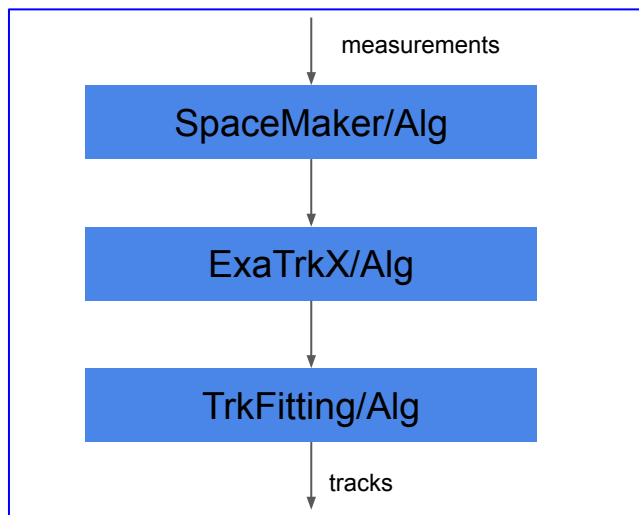 measurements
SpaceMaker/Alg
ExaTrkX/Alg
TrkFitting/Alg
tracks